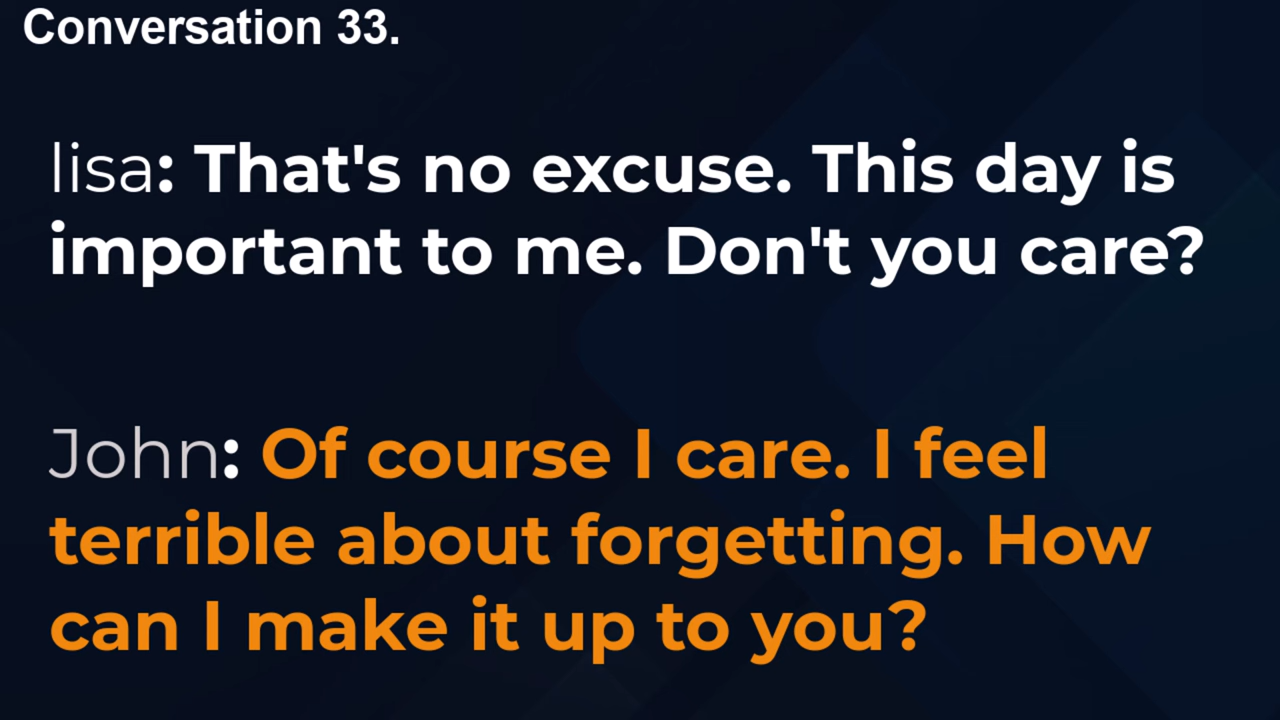 Conversation 33.
lisa: That's no excuse. This day is
important to me. Don't you care?
John: Of course I care. I feel
terrible about forgetting. How
can I make it up to you?